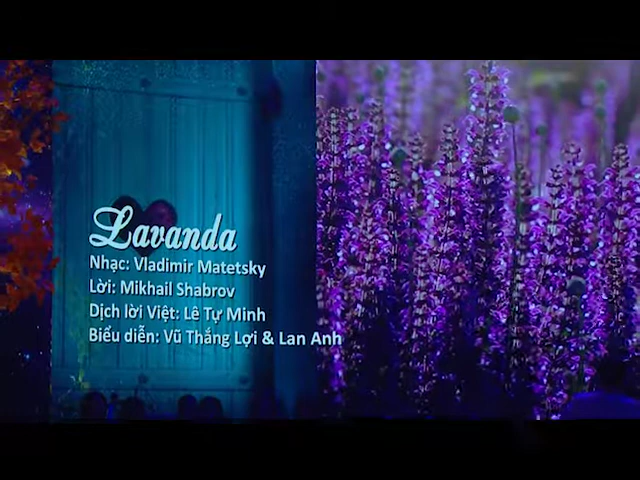 Lavanda
Nhạc: Vladimir Matetsky
Lời: Mikhail Shabrov
Dịch lời Việt: Lê Tự Minh
Biểu diễn: Vũ Thắng Lợi & Lan Anh